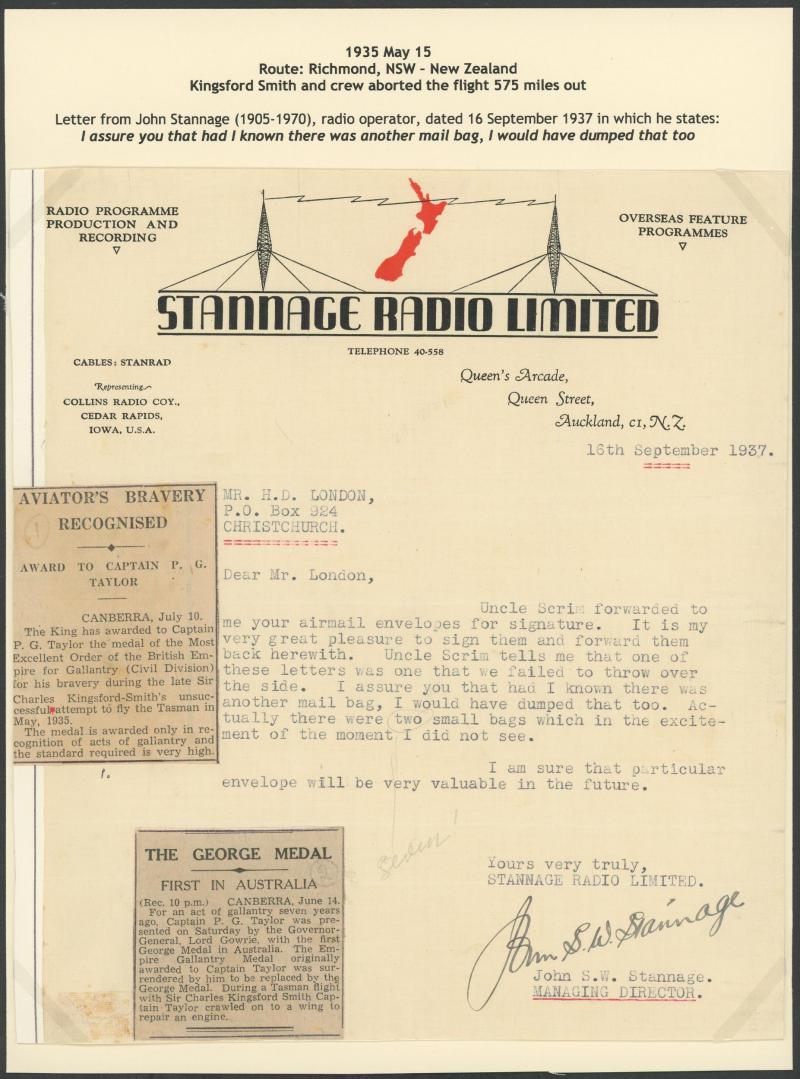 1935 May 15
Route: Richmond, NSW - New Zealand
Kingsford Smith and crew aborted the flight 575 miles out
Letter from John Stannage (1905-1970), radio operator, dated 16 September 1937 in which he states:
I assure you that had I known there was another mail bag, I would have dumped that too
RADIO PROGRAMME
PRODUCTION AND
RECORDING
OVERSEAS FEATURE
PROGRAMMES
STANNAGE RADIO LIMITED
TELEPHONE 40-558
CABLES: STANRAD
Representing
COLLINS RADIO COY.,
CEDAR RAPIDS,
IOWA, U.S.A.
Queen's Arcade,
Queen Street,
Auckland, C1, N.Z.
16th September 1937.
MR. H.D. LONDON,
P.O. Box 924
CHRISTCHURCH.
Dear Mr. London,
Uncle Scrim forwarded to
me your airmail envelopes for signature. It is my
very great pleasure to sign them and forward them
back herewith. Uncle Scrim tells me that one of
these letters was one that we failed to throw over
the side. I assure you that had I known there was
another mail bag, I would have dumped that too. Ac-
tually there were two small bags which in the excite-
ment of the moment I did not see.
I am sure that particular
envelope will be very valuable in the future.
seven!
Yours very truly,
STANNAGE RADIO LIMITED.
John S.W. Stannage
John S.W. Stannage.
MANAGING DIRECTOR.
AVIATOR'S BRAVERY
RECOGNISED
1
AWARD TO CAPTAIN P. G.
TAYLOR
CANBERRA, July 10.
The King has awarded to Captain
P. G. Taylor the medal of the Most
Excellent Order of the British Em-
pire for Gallantry (Civil Division)
for his bravery during the late Sir
Charles Kingsford-Smith's unsuc-
cessful attempt to fly the Tasman in
May, 1935.
The medal is awarded only in re-
cognition of acts of gallantry and
the standard required is very high.
1.
THE GEORGE MEDAL
2
FIRST IN AUSTRALIA
(Rec. 10 p.m.) CANBERRA, June 14.
For an act of gallantry seven years
ago, Captain P. G. Taylor was pre-
sented on Saturday by the Governor-
General, Lord Gowrie, with the first
George Medal in Australia. The Em-
pire Gallantry Medal originally
awarded to Captain Taylor was sur-
rendered by him to be replaced by the
George Medal. During a Tasman flight
with Sir Charles Kingsford Smith Cap-
tain Taylor crawled on to a wing to
repair an engine.